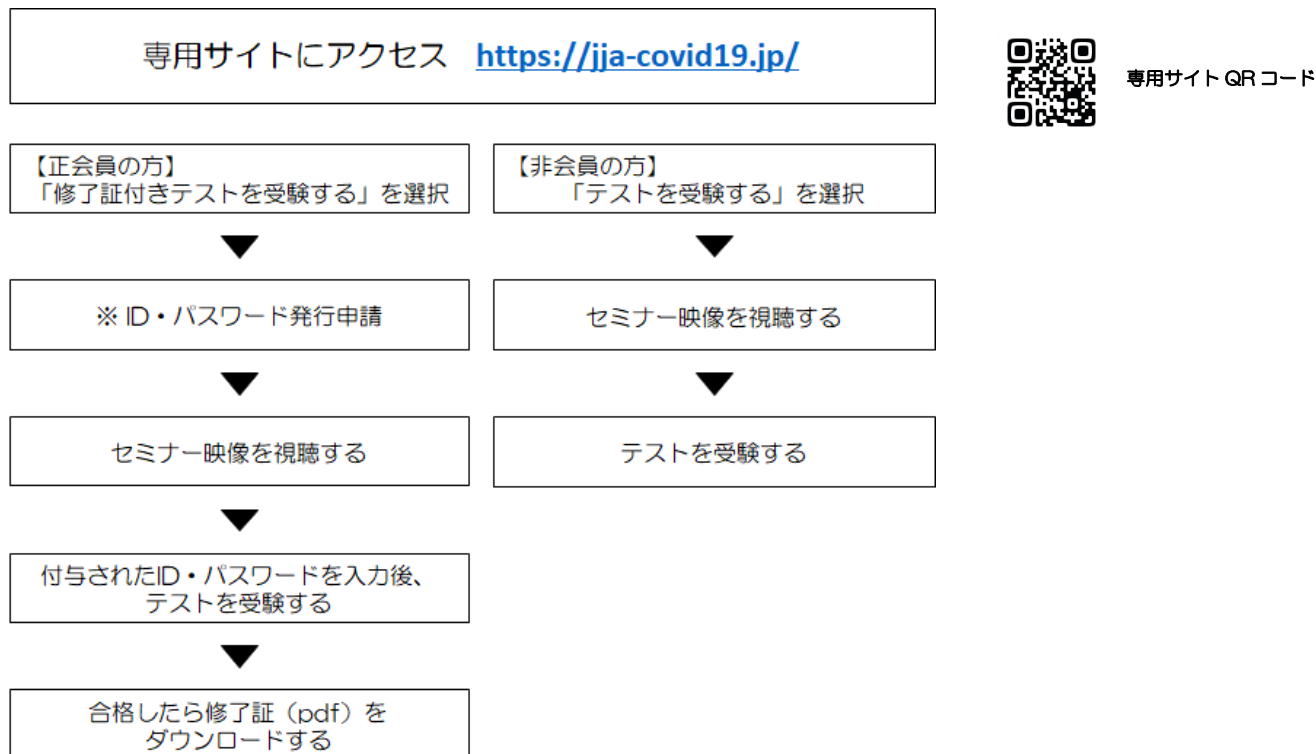 専用サイトにアクセス https://jja-covid19.jp/
専用サイト QR コード
【正会員の方】
「修了証付きテストを受験する」を選択
▼
※ ID・パスワード発行申請
▼
セミナー映像を視聴する
▼
付与されたID・パスワードを入力後、
テストを受験する
▼
合格したら修了証（pdf）を
ダウンロードする
【非会員の方】
「テストを受験する」を選択
▼
セミナー映像を視聴する
▼
テストを受験する